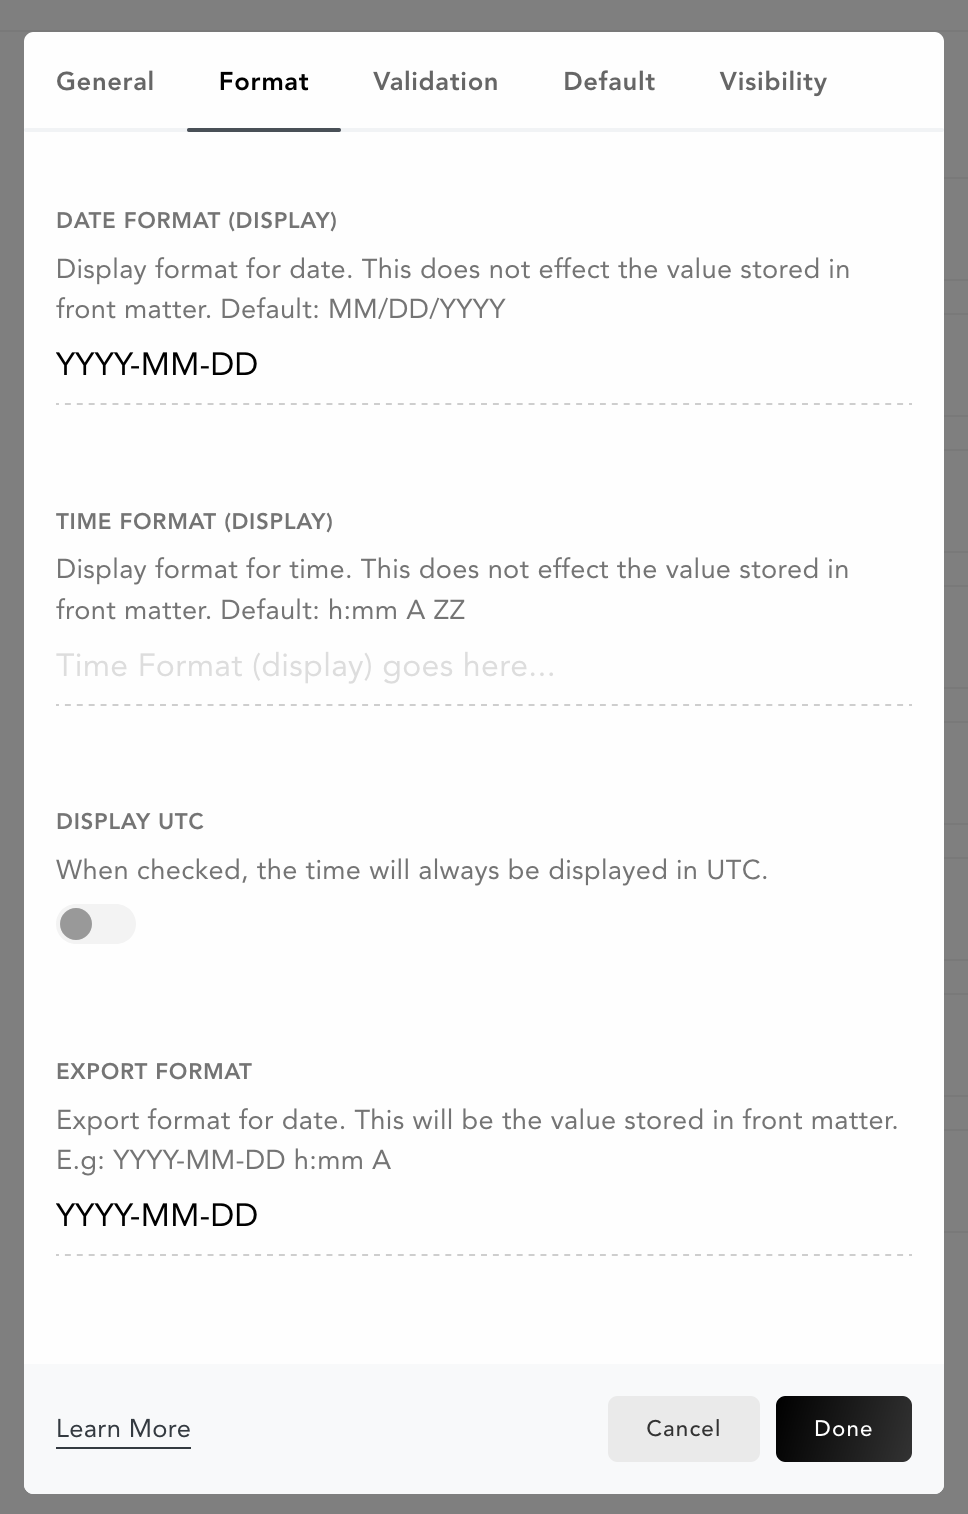 General Format Validation Default Visibility
DATE FORMAT (DISPLAY)
Display format for date. This does not effect the value stored in
front matter. Default: MM/DD/YYYY
YYYY-MM-DD
TIME FORMAT (DISPLAY)
Display format for time. This does not effect the value stored in
front matter. Default: h:mm A ZZ
Time Format (display) goes here...
DISPLAY UTC
When checked, the time will always be displayed in UTC.
EXPORT FORMAT
Export format for date. This will be the value stored in front matter.
E.g: YYYY-MM-DD h:mm A
YYYY-MM-DD
Learn More Cancel Done